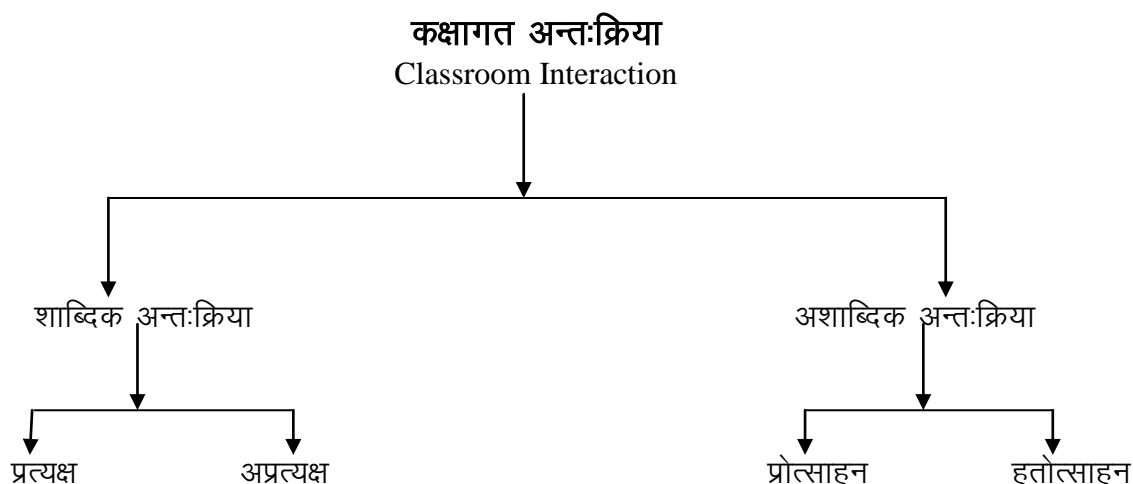 कक्षागत अन्तःक्रिया
Classroom Interaction
शाब्दिक अन्तःक्रिया अशाब्दिक अन्तःक्रिया
प्रत्यक्ष अप्रत्यक्ष प्रोत्साहन हतोत्साहन